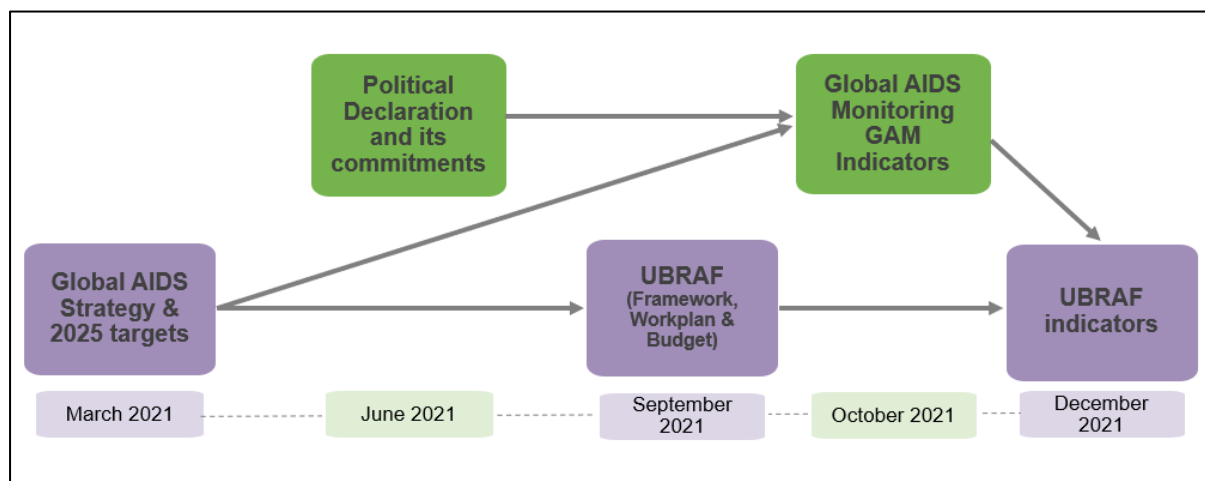 Political
Declaration
and its
commitments
Global AIDS
Monitoring
GAM
Indicators
Global AIDS
Strategy &
2025 targets
UBRAF
(Framework,
Workplan &
Budget)
UBRAF
indicators
March 2021
June 2021
September
2021
October 2021
December
2021